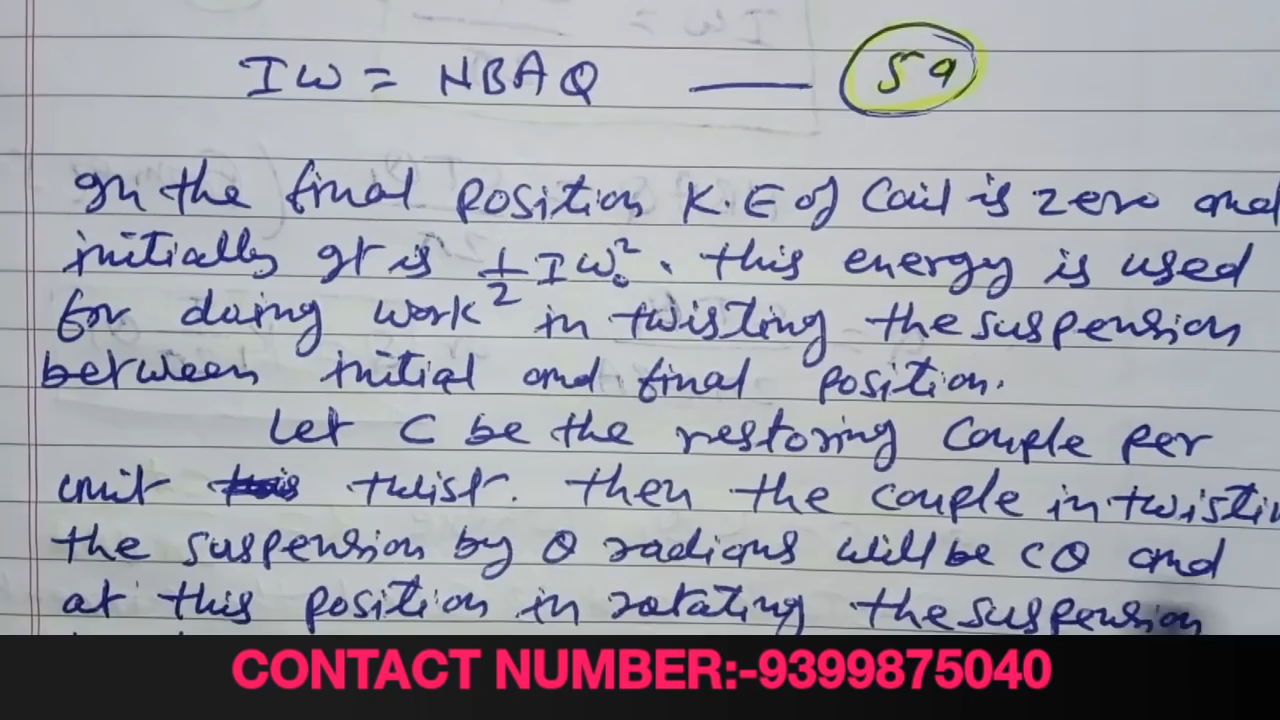 Iω = NBAQ — 59
In the final position K.E of Coil is zero and
initially It is 1/2 Iω₀². this energy is used
for doing work in twisting the suspension
between initial and final position.
Let C be the restoring Couple per
unit twist. then the couple in twistin
the suspension by θ radians will be Cθ and
at this position in rotating the suspension
CONTACT NUMBER:-9399875040